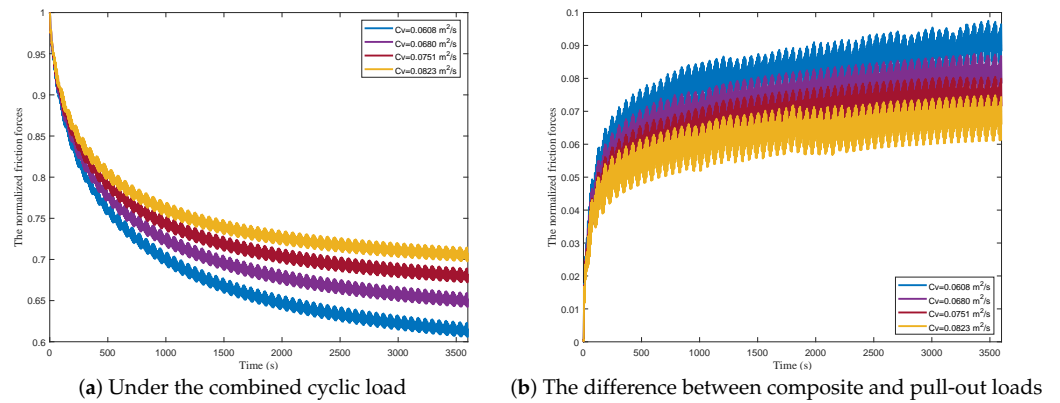 The normalized friction forces
1
0.9
0.8
0.7
0.65
0.75
0.85
0.95
0.6
0 500 1000 1500 2000 2500 3000 3500
Time (s)
Cv=0.0608 m²/s
Cv=0.0680 m²/s
Cv=0.0751 m²/s
Cv=0.0823 m²/s
(a) Under the combined cyclic load
The normalized friction forces
0.1
0.09
0.08
0.07
0.06
0.05
0.04
0.03
0.02
0.01
0
0 500 1000 1500 2000 2500 3000 3500
Time (s)
Cv=0.0608 m²/s
Cv=0.0680 m²/s
Cv=0.0751 m²/s
Cv=0.0823 m²/s
(b) The difference between composite and pull-out loads